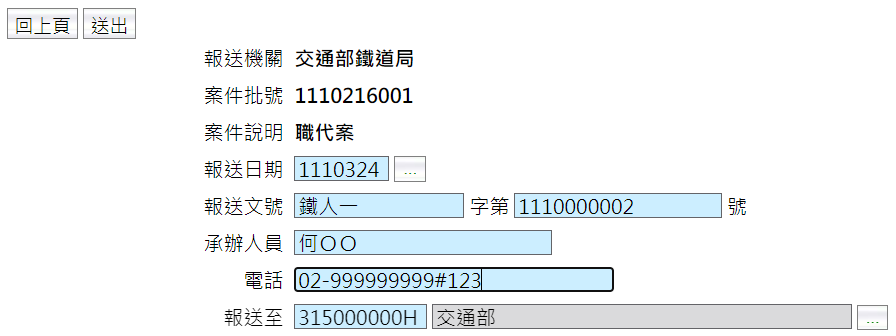 回上頁 送出
報送機關 交通部鐵道局
案件批號 1110216001
案件說明 職代案
報送日期 1110324 ...
報送文號 鐵人一 字第 1110000002 號
承辦人員 何ＯＯ
電話 02-999999999#123
報送至 315000000H 交通部 ...